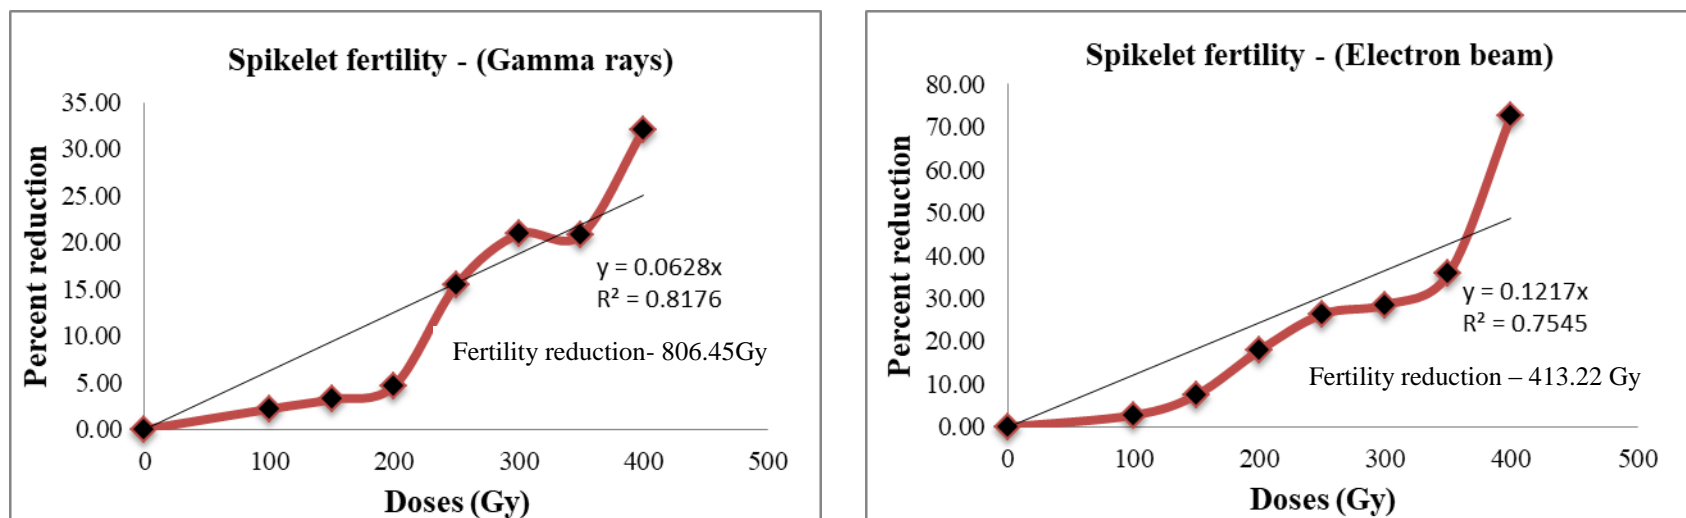 Spikelet fertility - (Gamma rays)
Percent reduction
35.00
30.00
25.00
20.00
15.00
10.00
5.00
0.00
y = 0.0628x
R² = 0.8176
Fertility reduction- 806.45Gy
0 100 200 300 400 500
Doses (Gy)
Spikelet fertility - (Electron beam)
Percent reduction
80.00
70.00
60.00
50.00
40.00
30.00
20.00
10.00
0.00
y = 0.1217x
R² = 0.7545
Fertility reduction – 413.22 Gy
0 100 200 300 400 500
Doses (Gy)